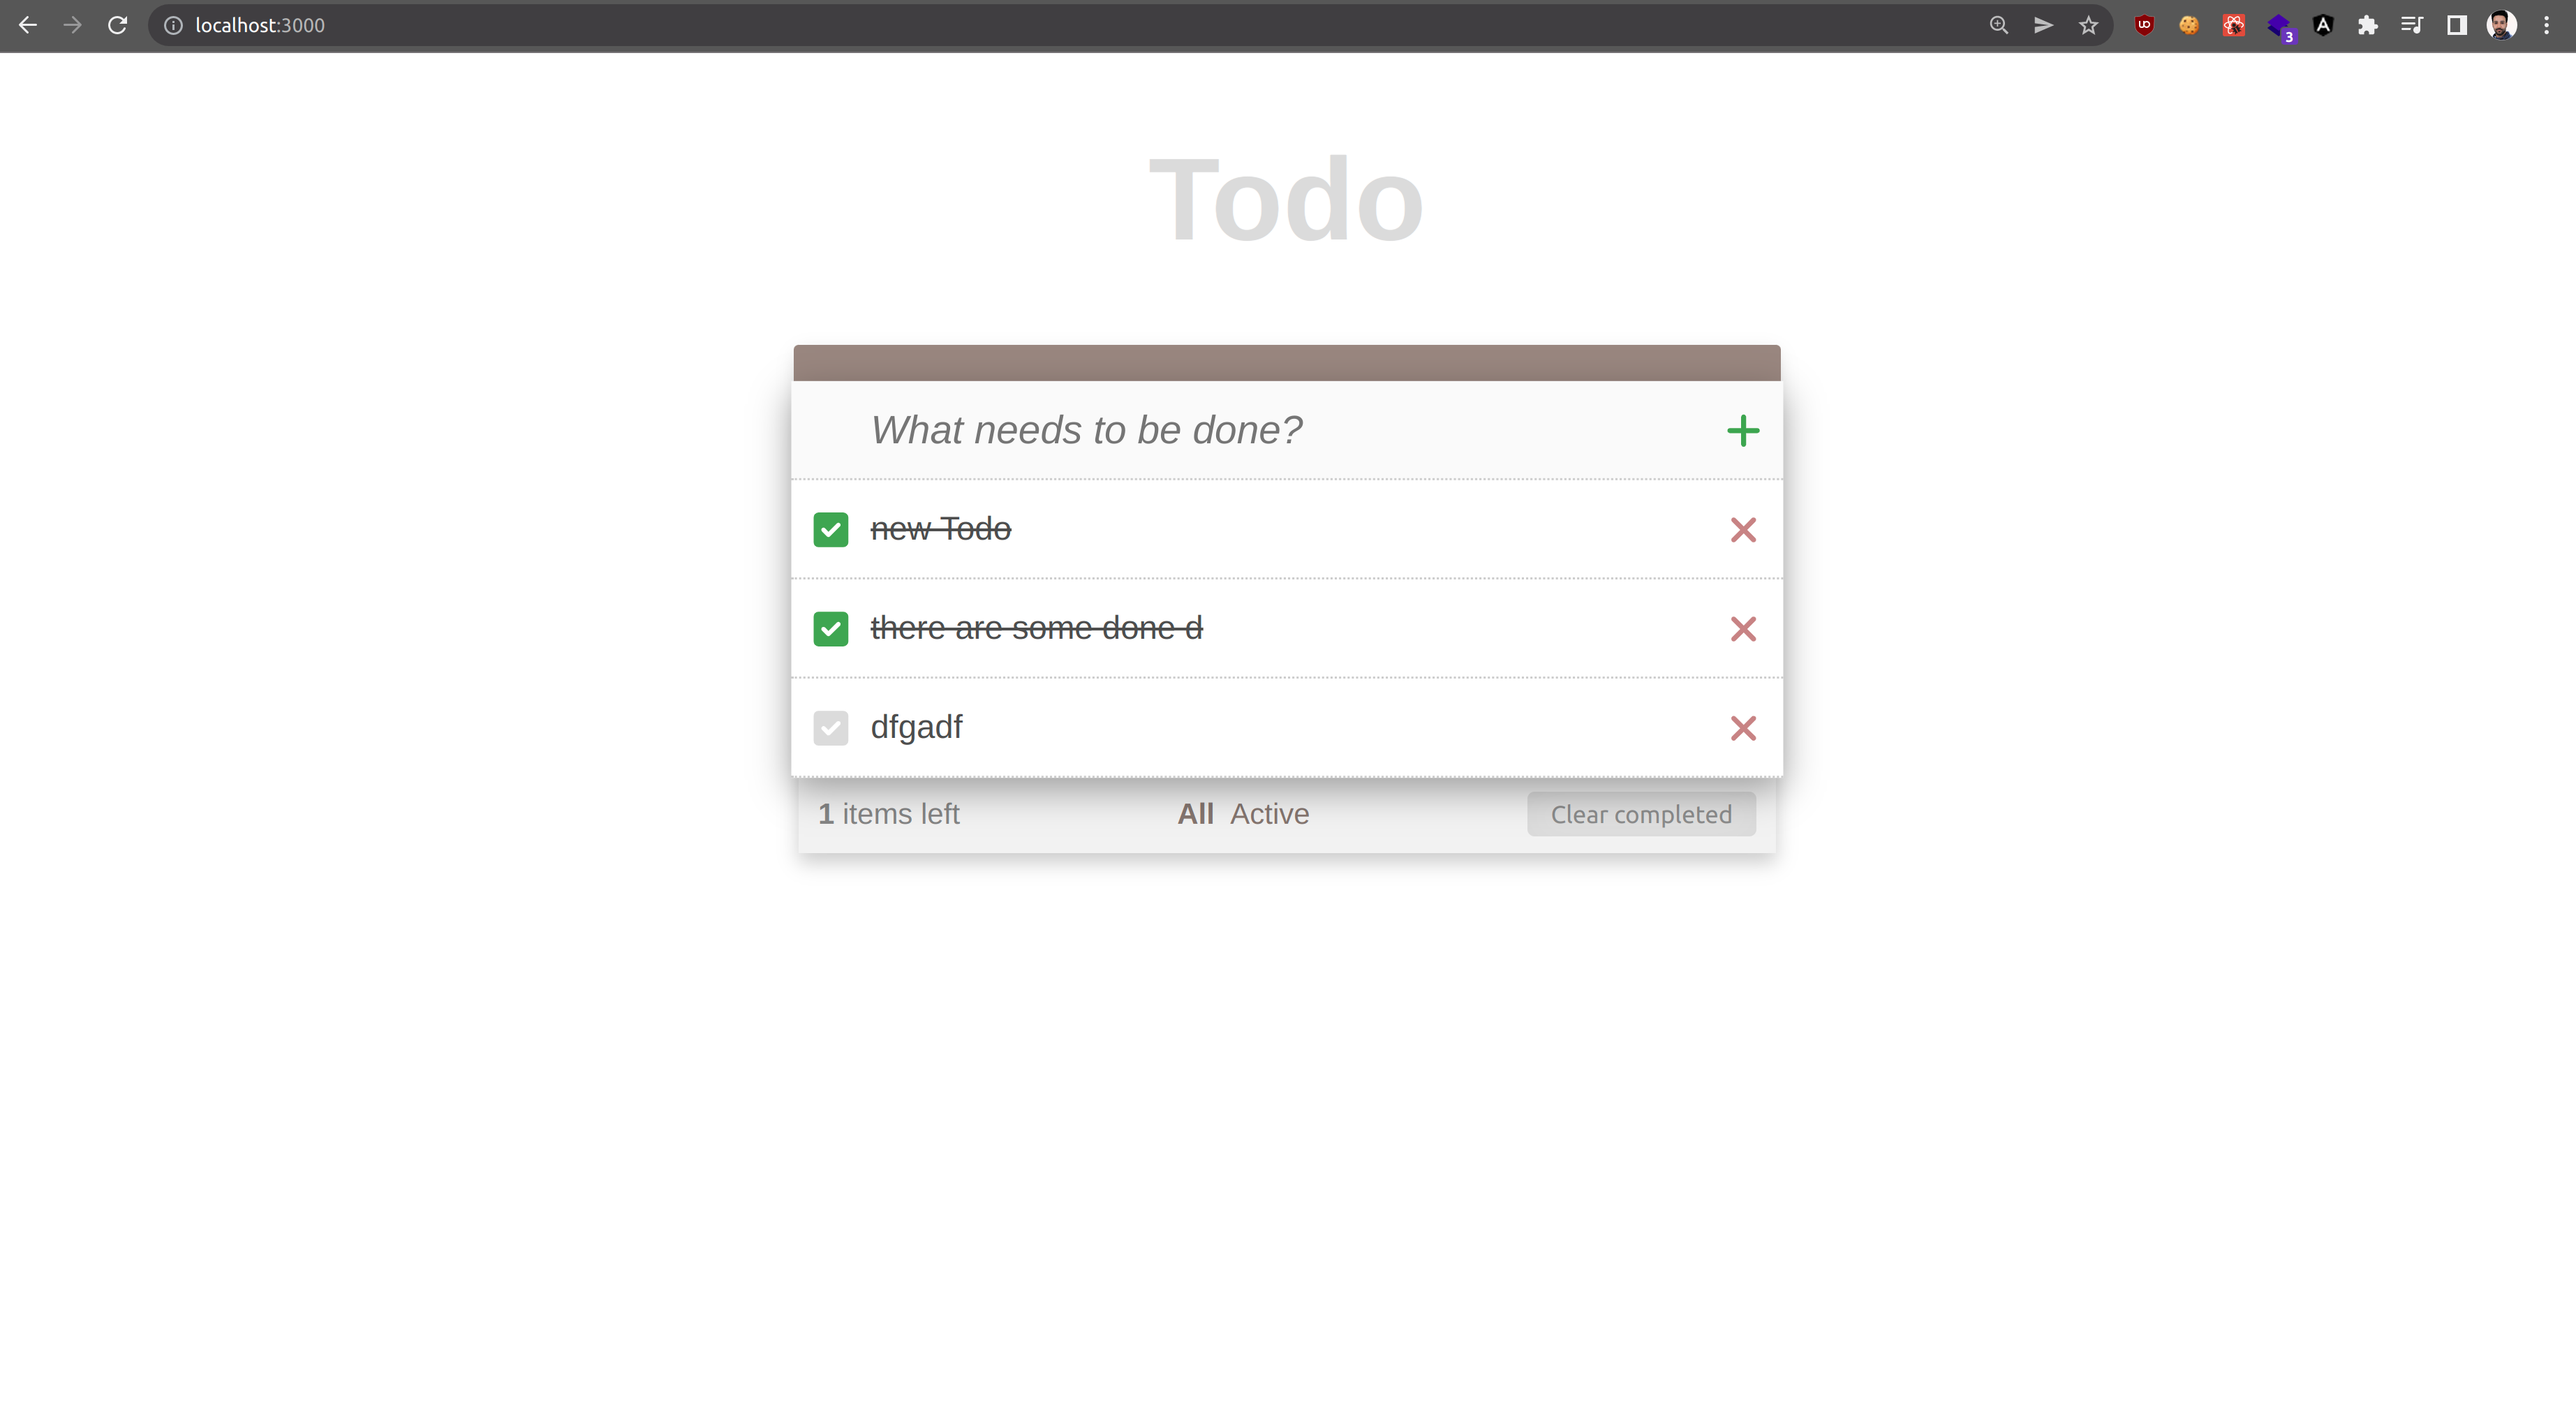 localhost:3000
3
Todo
What needs to be done?
new Todo
there are some done d
dfgadf
1 items left All Active Clear completed